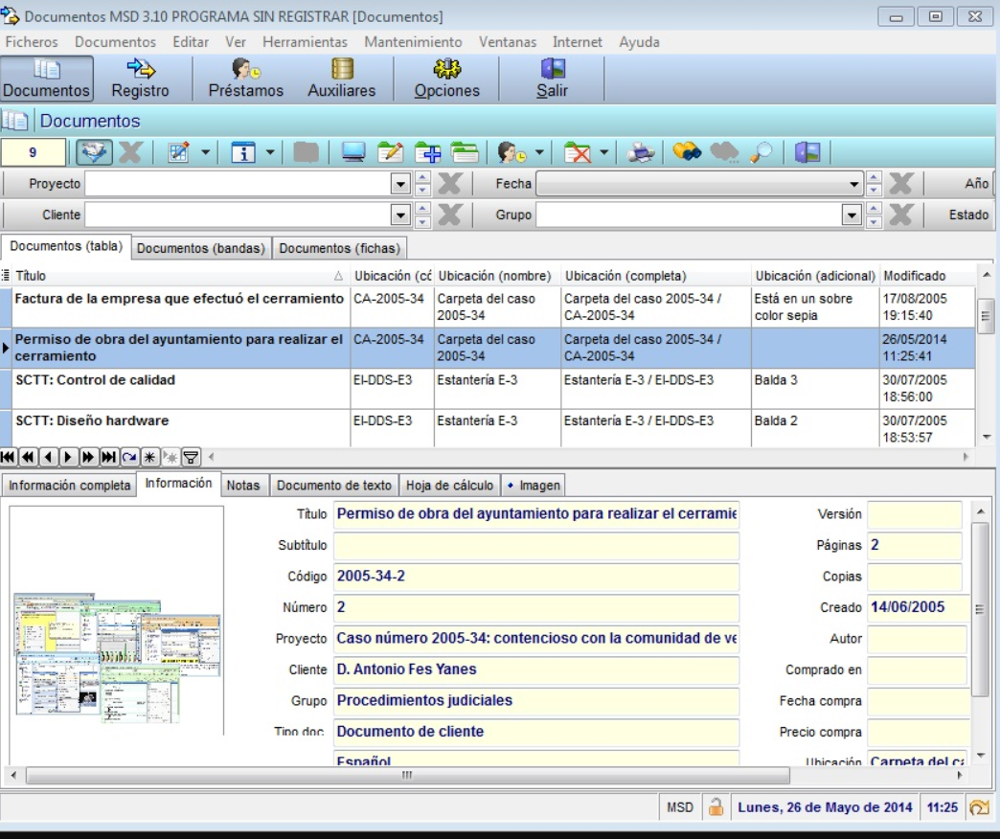 Documentos MSD 3.10 PROGRAMA SIN REGISTRAR [Documentos]
Ficheros Documentos Editar Ver Herramientas Mantenimiento Ventanas Internet Ayuda
Documentos Registro Préstamos Auxiliares Opciones Salir
Documentos
9
Proyecto Fecha Año
Cliente Grupo Estado
Documentos (tabla) Documentos (bandas) Documentos (fichas)
Título Ubicación (có Ubicación (nombre) Ubicación (completa) Ubicación (adicional) Modificado
Factura de la empresa que efectuó el cerramiento CA-2005-34 Carpeta del caso Carpeta del caso 2005-34 / Está en un sobre 17/08/2005
2005-34 CA-2005-34 color sepia 19:15:40
Permiso de obra del ayuntamiento para realizar el CA-2005-34 Carpeta del caso Carpeta del caso 2005-34 / 26/05/2014
cerramiento 2005-34 CA-2005-34 11:25:41
SCTT: Control de calidad EI-DDS-E3 Estantería E-3 Estantería E-3 / EI-DDS-E3 Balda 3 30/07/2005
18:56:00
SCTT: Diseño hardware EI-DDS-E3 Estantería E-3 Estantería E-3 / EI-DDS-E3 Balda 2 30/07/2005
18:53:57
Información completa Información Notas Documento de texto Hoja de cálculo Imagen
Título Permiso de obra del ayuntamiento para realizar el cerramie Versión
Subtítulo Páginas 2
Código 2005-34-2 Copias
Número 2 Creado 14/06/2005
Proyecto Caso número 2005-34: contencioso con la comunidad de ve Autor
Cliente D. Antonio Fes Yanes Comprado en
Grupo Procedimientos judiciales Fecha compra
Tipo doc Documento de cliente Precio compra
Español Ubicación Carpeta del ca
MSD Lunes, 26 de Mayo de 2014 11:25